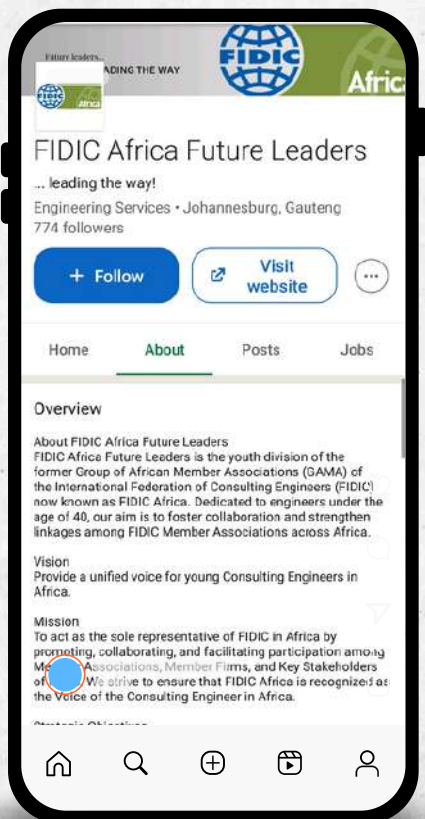 Future leaders...
ADING THE WAY
FIDIC
Africa
FIDIC
Africa
FIDIC Africa Future Leaders
... leading the way!
Engineering Services • Johannesburg, Gauteng
774 followers
+ Follow
Visit
website
Home About Posts Jobs
Overview
About FIDIC Africa Future Leaders
FIDIC Africa Future Leaders is the youth division of the
former Group of African Member Associations (GAMA) of
the International Federation of Consulting Engineers (FIDIC)
now known as FIDIC Africa. Dedicated to engineers under the
age of 40, our aim is to foster collaboration and strengthen
linkages among FIDIC Member Associations across Africa.
Vision
Provide a unified voice for young Consulting Engineers in
Africa.
Mission
To act as the sole representative of FIDIC in Africa by
promoting, collaborating, and facilitating participation among
Associations, Member Firms, and Key Stakeholders
of We strive to ensure that FIDIC Africa is recognized as
the Voice of the Consulting Engineer in Africa.